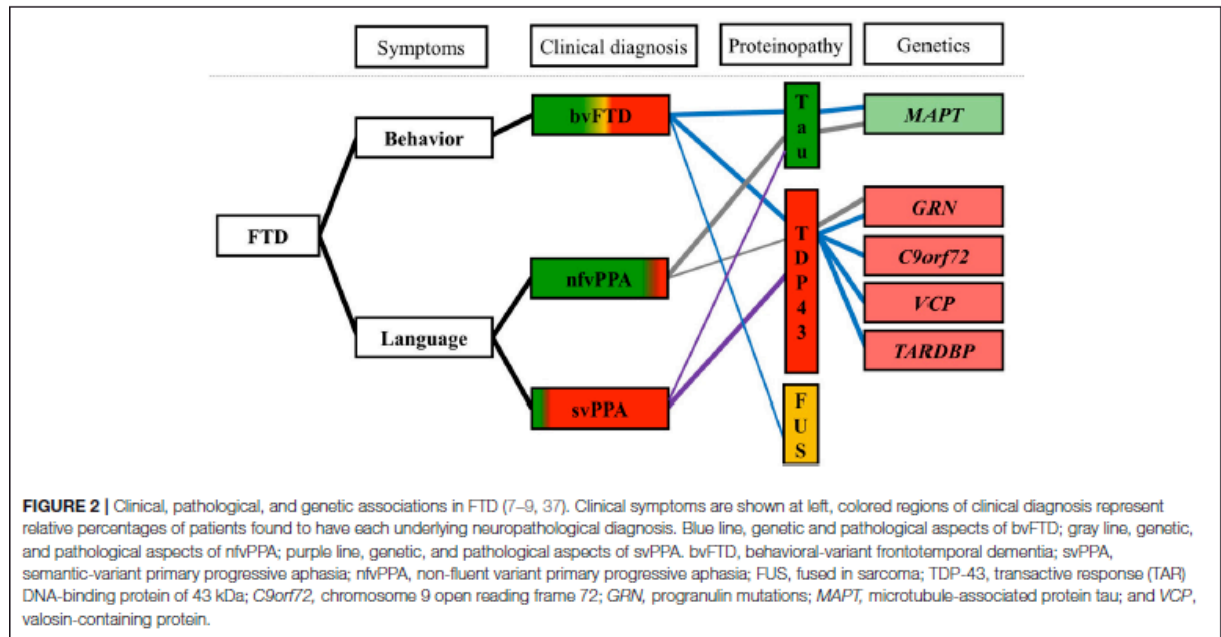 Symptoms
Clinical diagnosis
Proteinopathy
Genetics
FTD
Behavior
Language
bvFTD
nfvPPA
svPPA
Tau
TDP43
FUS
MAPT
GRN
C9orf72
VCP
TARDBP
FIGURE 2 | Clinical, pathological, and genetic associations in FTD (7–9, 37). Clinical symptoms are shown at left, colored regions of clinical diagnosis represent
relative percentages of patients found to have each underlying neuropathological diagnosis. Blue line, genetic and pathological aspects of bvFTD; gray line, genetic,
and pathological aspects of nfvPPA; purple line, genetic, and pathological aspects of svPPA. bvFTD, behavioral-variant frontotemporal dementia; svPPA,
semantic-variant primary progressive aphasia; nfvPPA, non-fluent variant primary progressive aphasia; FUS, fused in sarcoma; TDP-43, transactive response (TAR)
DNA-binding protein of 43 kDa; C9orf72, chromosome 9 open reading frame 72; GRN, progranulin mutations; MAPT, microtubule-associated protein tau; and VCP,
valosin-containing protein.